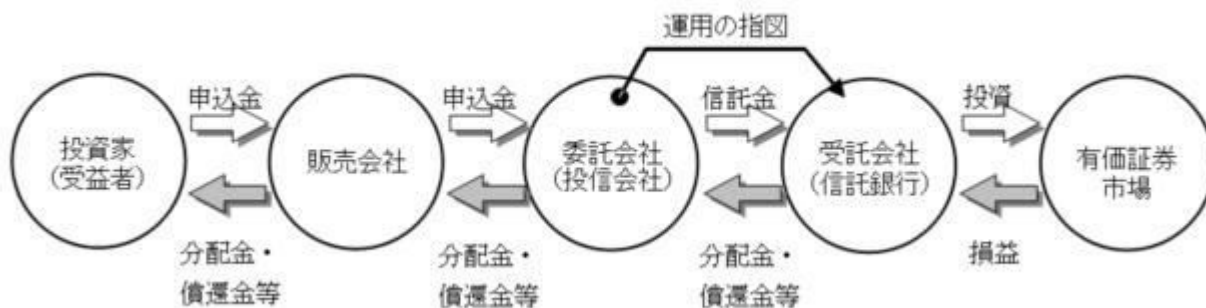 運用の指図
申込金
申込金
信託金
投資
投資家
(受益者)
販売会社
委託会社
(投信会社)
受託会社
(信託銀行)
有価証券
市場
分配金・
償還金等
分配金・
償還金等
分配金・
償還金等
損益